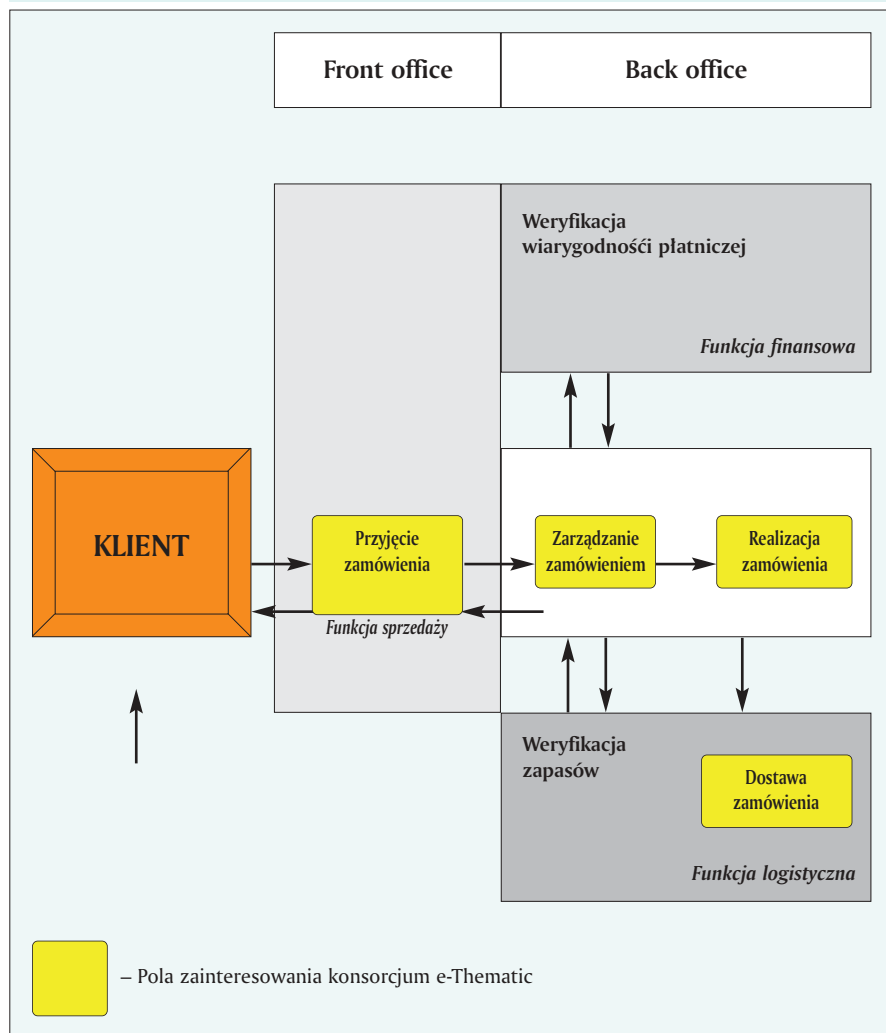 Front office
Back office
Weryfikacja
wiarygodnośći płatniczej
Funkcja finansowa
KLIENT
Przyjęcie
zamówienia
Zarządzanie
zamówieniem
Realizacja
zamówienia
Funkcja sprzedaży
Weryfikacja
zapasów
Dostawa
zamówienia
Funkcja logistyczna
– Pola zainteresowania konsorcjum e-Thematic